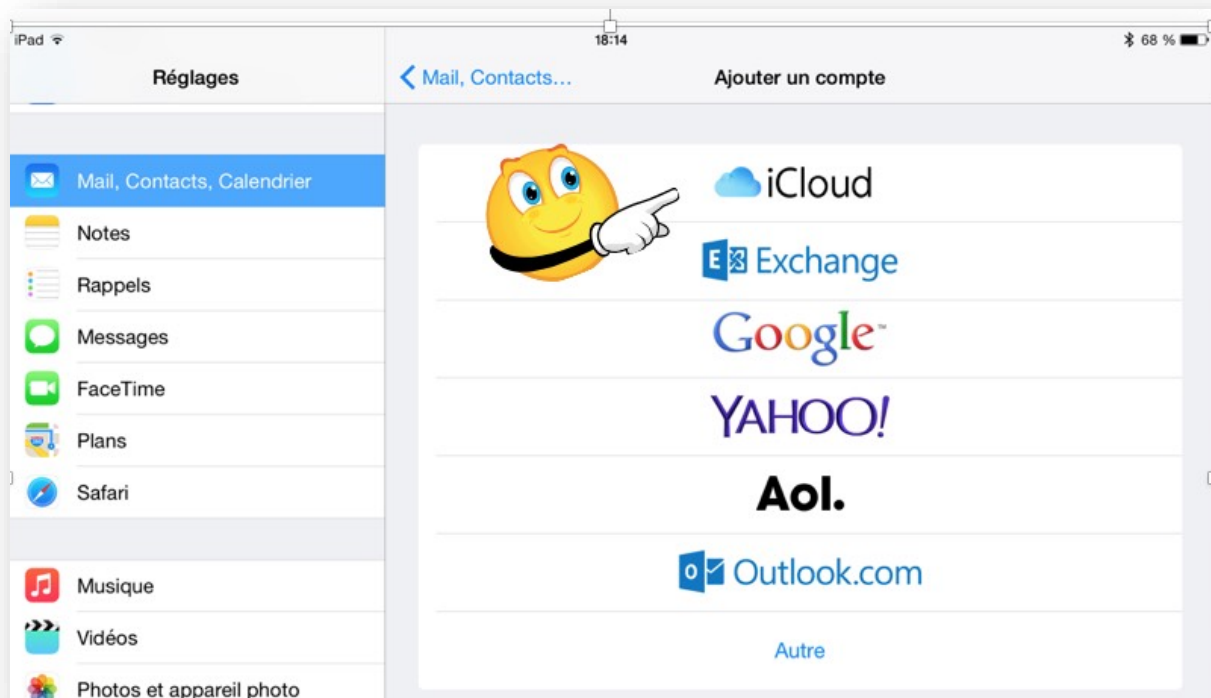 iPad 18:14 68 %
Réglages
Mail, Contacts... Ajouter un compte
Mail, Contacts, Calendrier
Notes
Rappels
Messages
FaceTime
Plans
Safari
Musique
Vidéos
Photos et appareil photo
iCloud
E Exchange
Google™
YAHOO!
Aol.
o Outlook.com
Autre